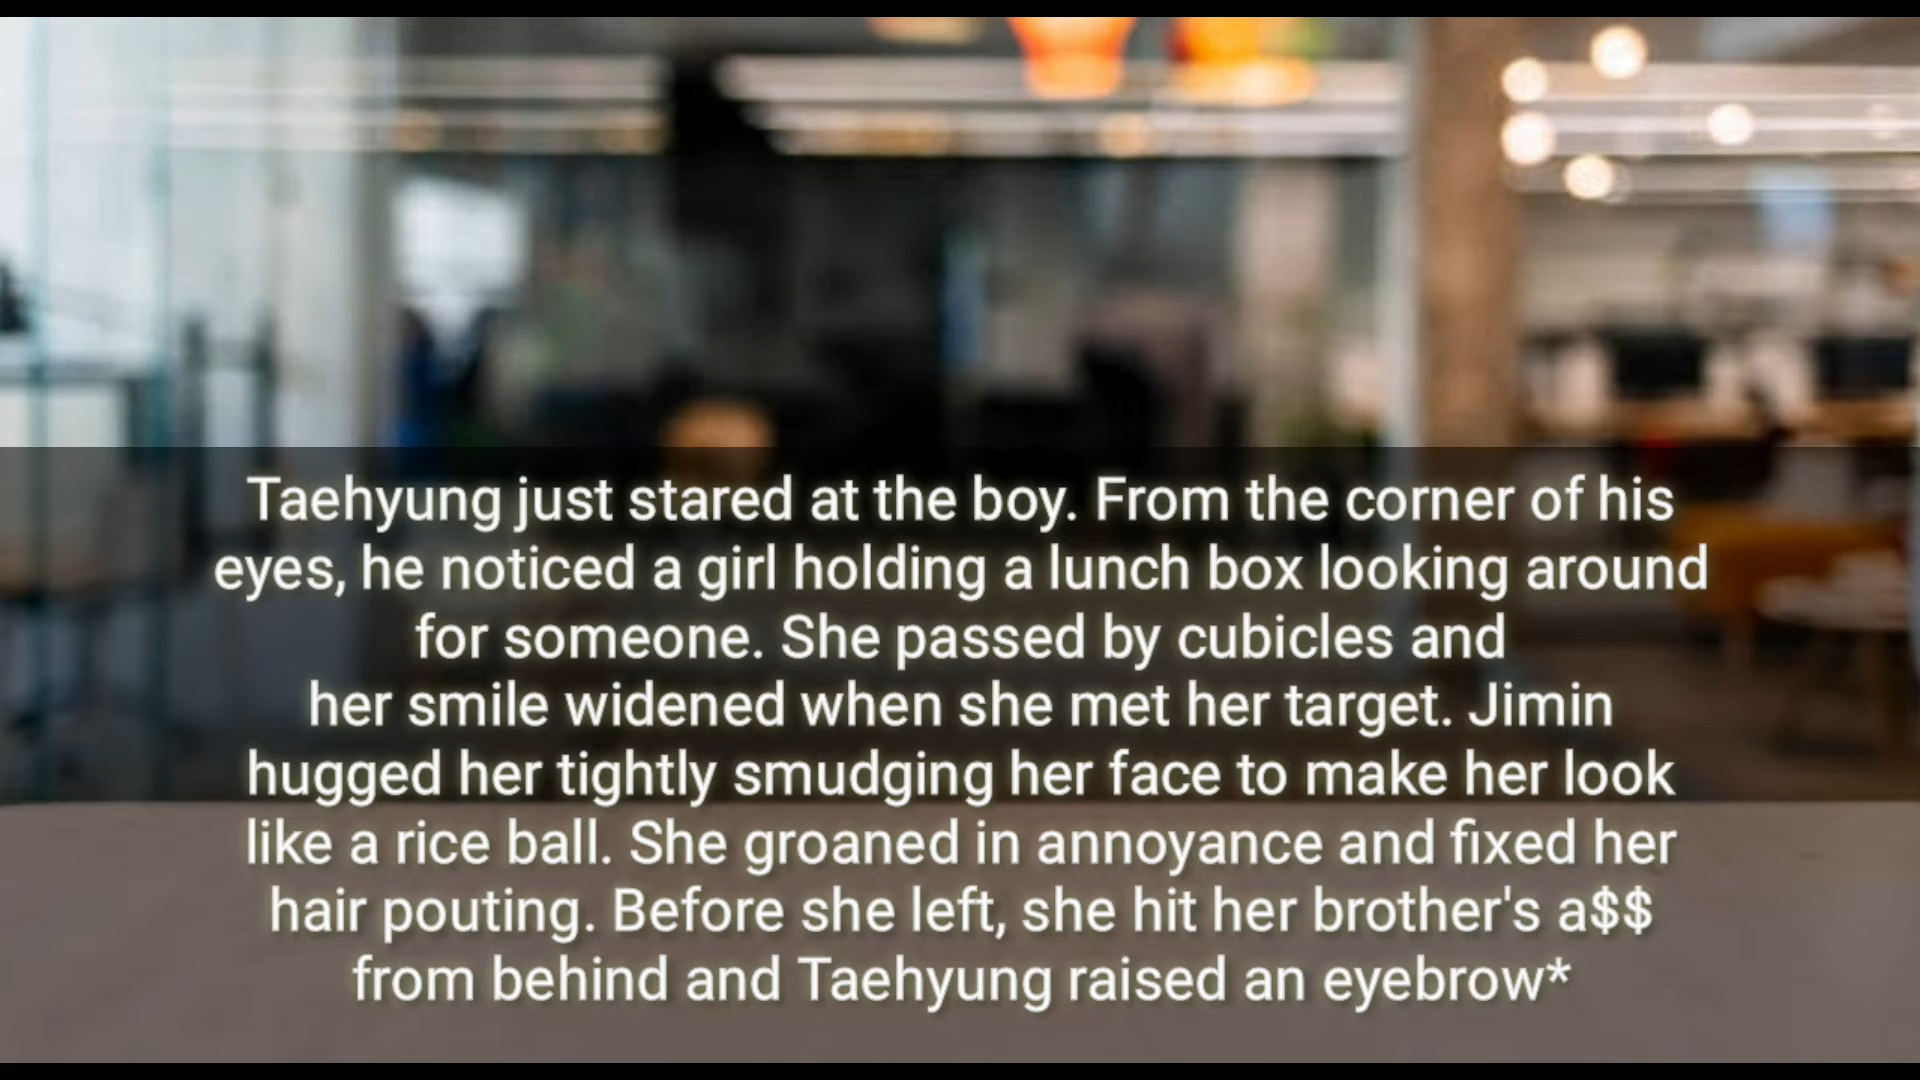 Taehyung just stared at the boy. From the corner of his
eyes, he noticed a girl holding a lunch box looking around
for someone. She passed by cubicles and
her smile widened when she met her target. Jimin
hugged her tightly smudging her face to make her look
like a rice ball. She groaned in annoyance and fixed her
hair pouting. Before she left, she hit her brother's a$$
from behind and Taehyung raised an eyebrow*